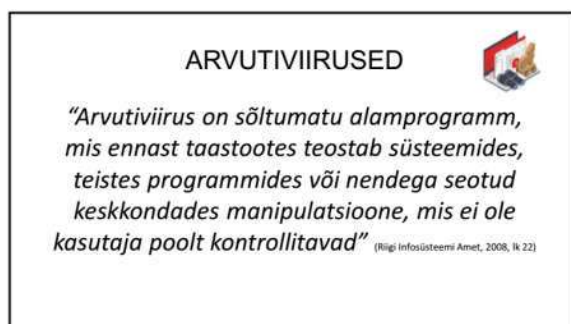 ARVUTIVIIRUSED
“Arvutiviirus on sõltumatu alamprogramm,
mis ennast taastootes teostab süsteemides,
teistes programmides või nendega seotud
keskkondades manipulatsioone, mis ei ole
kasutaja poolt kontrollitavad” (Riigi Infosüsteemi Amet, 2008, lk 22)